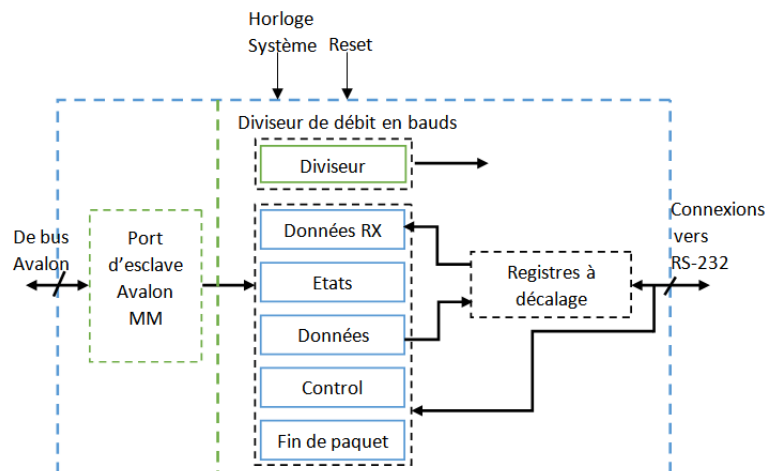 Horloge
Système
Reset
Diviseur de débit en bauds
Diviseur
De bus
Avalon
Port
d'esclave
Avalon
MM
Données RX
Etats
Données
Control
Fin de paquet
Registres à
décalage
Connexions
vers
RS-232